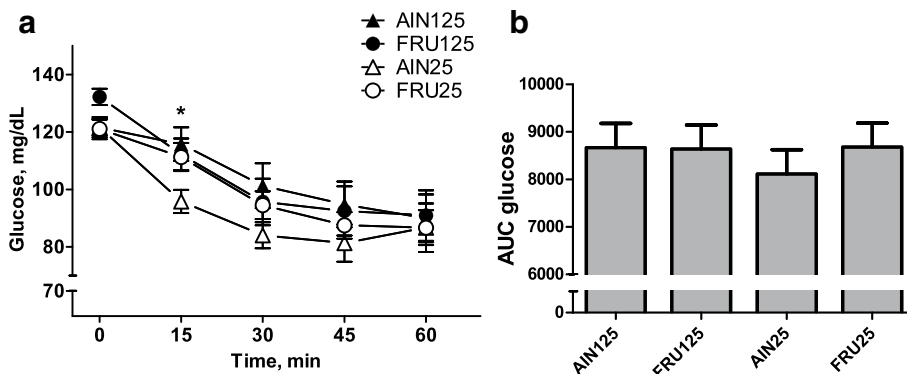 a
AIN125
FRU125
AIN25
FRU25
Glucose, mg/dL
140
120
100
80
70
*
0 15 30 45 60
Time, min
b
AUC glucose
10000
9000
8000
7000
6000
0
AIN125 FRU125 AIN25 FRU25